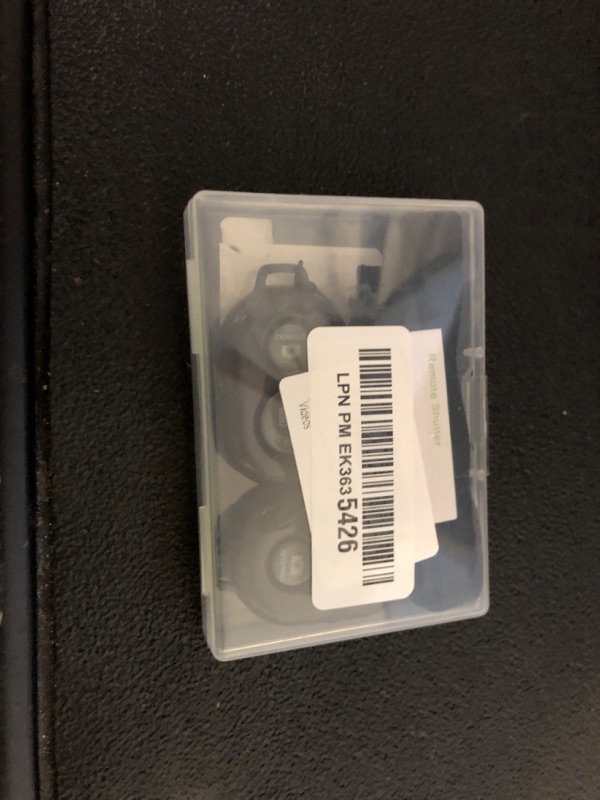 Remote Shutter
LPN PM EK3635426
Videos